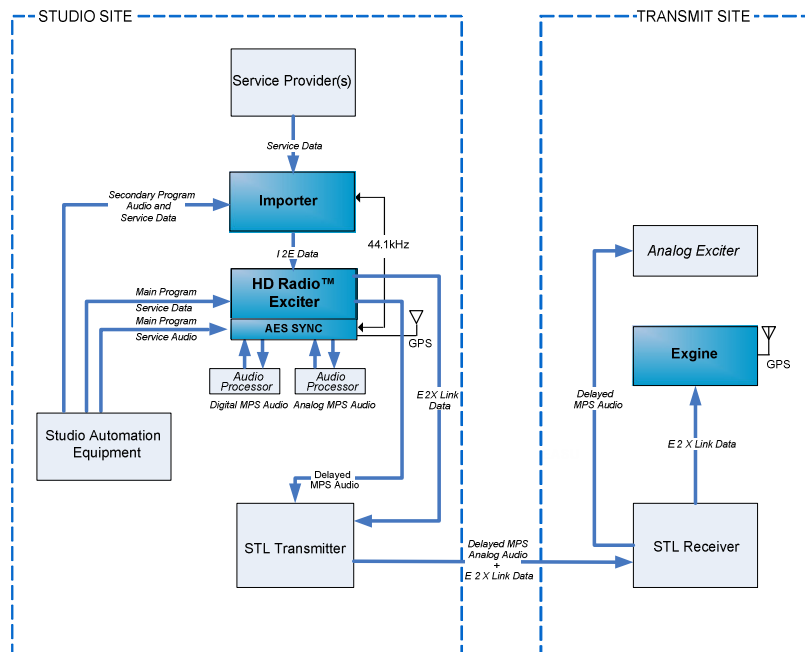 STUDIO SITE
TRANSMIT SITE
Service Provider(s)
Service Data
Secondary Program
Audio and
Service Data
Importer
44.1kHz
I 2E Data
HD Radio™
Exciter
AES SYNC
Main Program
Service Data
Main Program
Service Audio
GPS
Audio
Processor
Audio
Processor
Digital MPS Audio
Analog MPS Audio
E2X Link
Data
Studio Automation
Equipment
Delayed
MPS Audio
STL Transmitter
Delayed MPS
Analog Audio
+
E 2 X Link Data
Analog Exciter
Exgine
GPS
Delayed
MPS Audio
E 2 X Link Data
STL Receiver